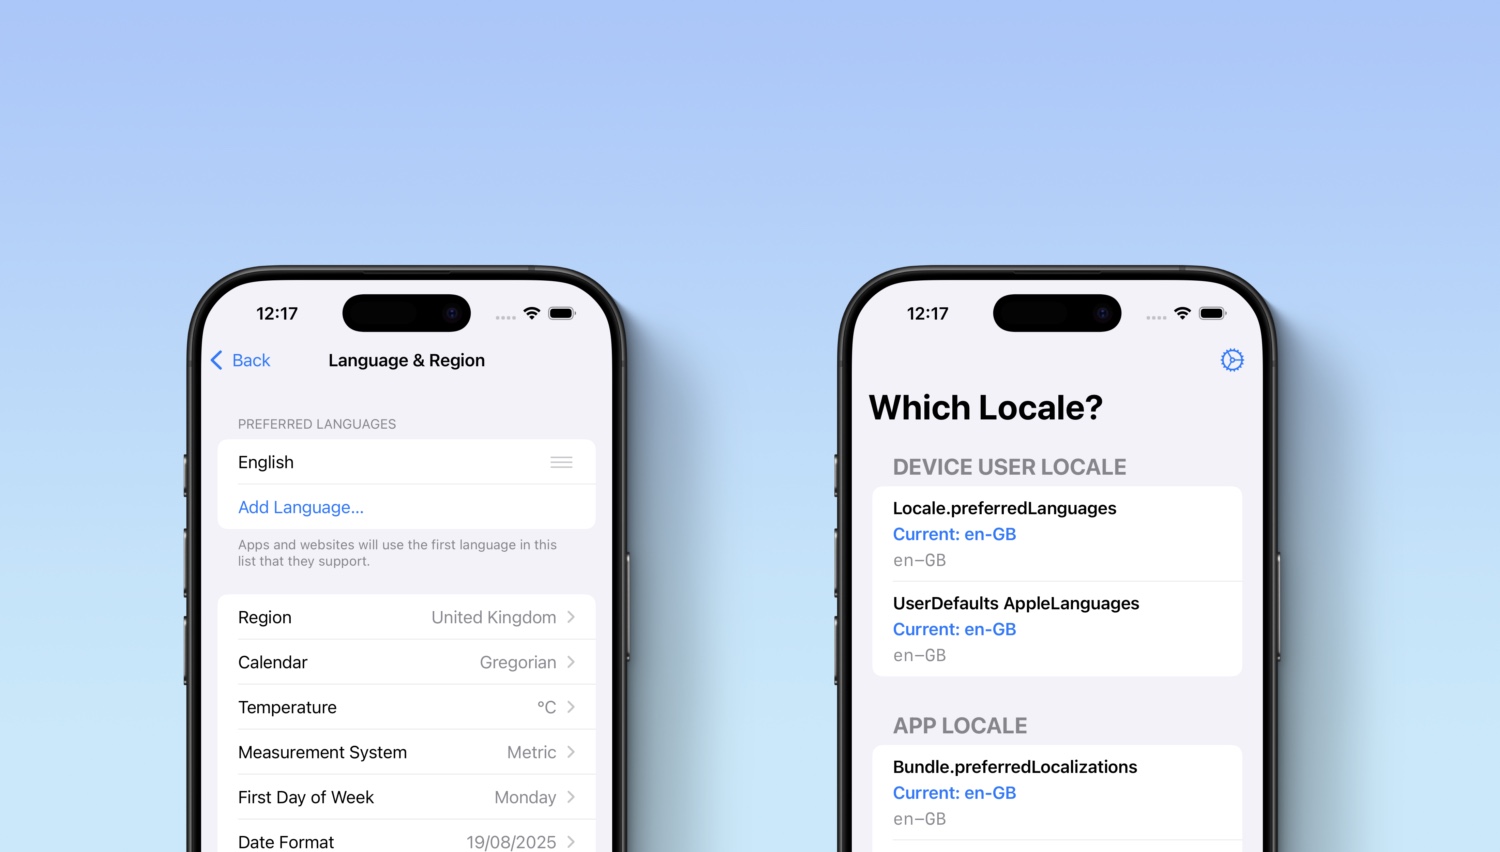 12:17
Back
Language & Region
PREFERRED LANGUAGES
English
Add Language...
Apps and websites will use the first language in this
list that they support.
Region United Kingdom
Calendar Gregorian
Temperature °C
Measurement System Metric
First Day of Week Monday
Date Format 19/08/2025
12:17
Which Locale?
DEVICE USER LOCALE
Locale.preferredLanguages
Current: en-GB
en-GB
UserDefaults AppleLanguages
Current: en-GB
en-GB
APP LOCALE
Bundle.preferredLocalizations
Current: en-GB
en-GB